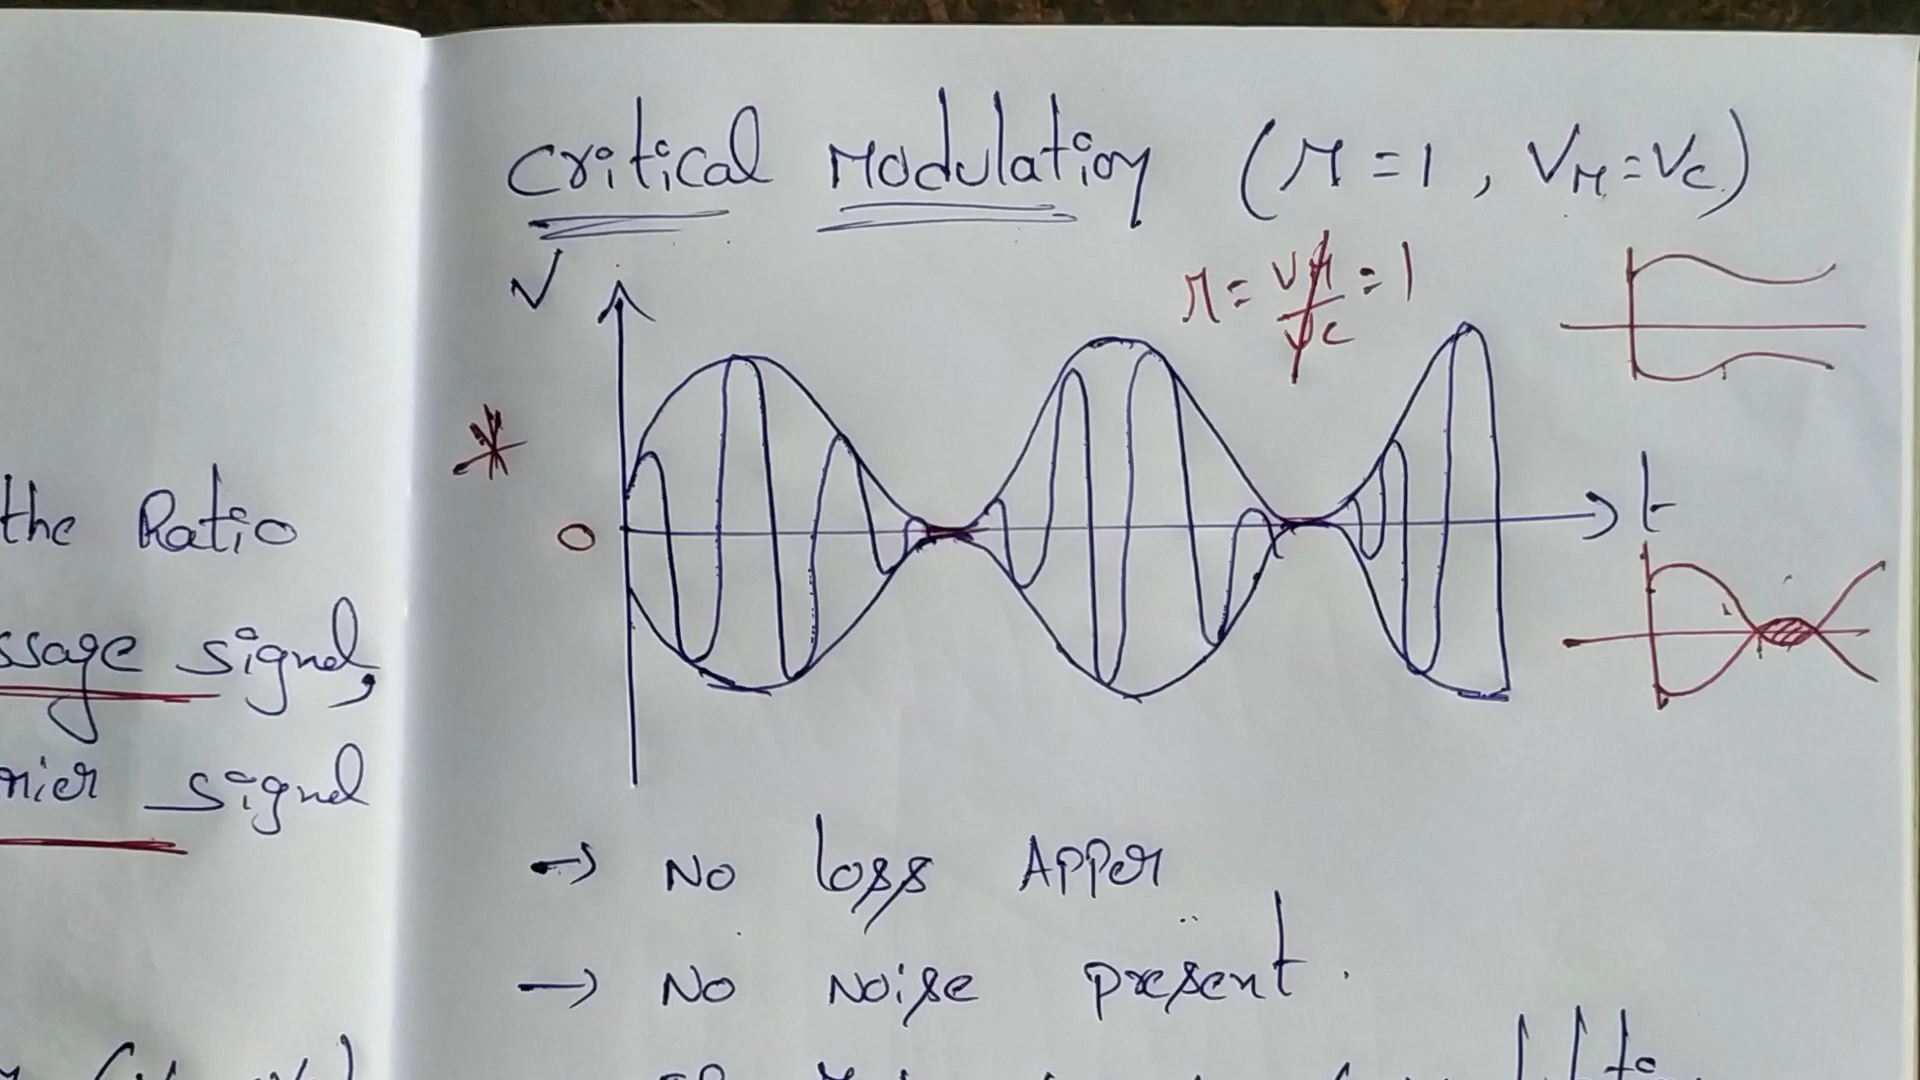 the Ratio
ssage signal,
rrier signal
Critical Modulation (M=1, VM=VC)
V
M = VM/VC = 1
0
t
→ No loss Apper
→ No Noise present.